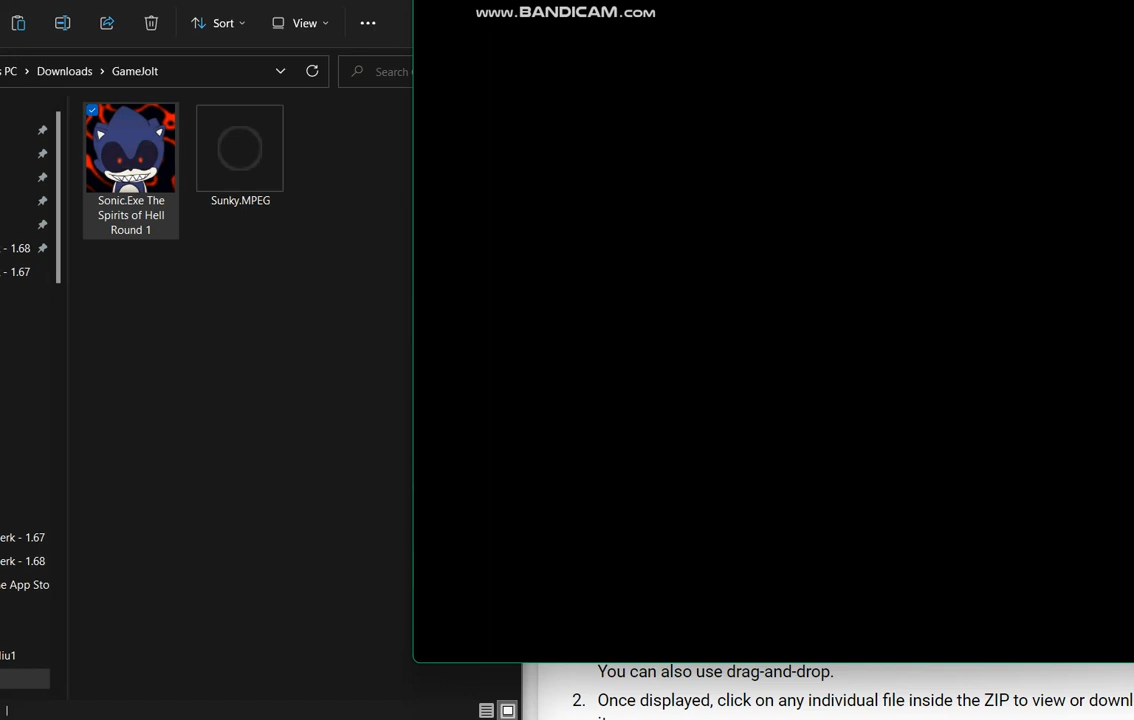 www.BANDICAM.com
Sort
View
s PC > Downloads > GameJolt
Search
Sonic.Exe The
Spirits of Hell
Round 1
Sunky.MPEG
- 1.68
- 1.67
erk - 1.67
erk - 1.68
e App Sto
iu1
You can also use drag-and-drop.
2. Once displayed, click on any individual file inside the ZIP to view or downl